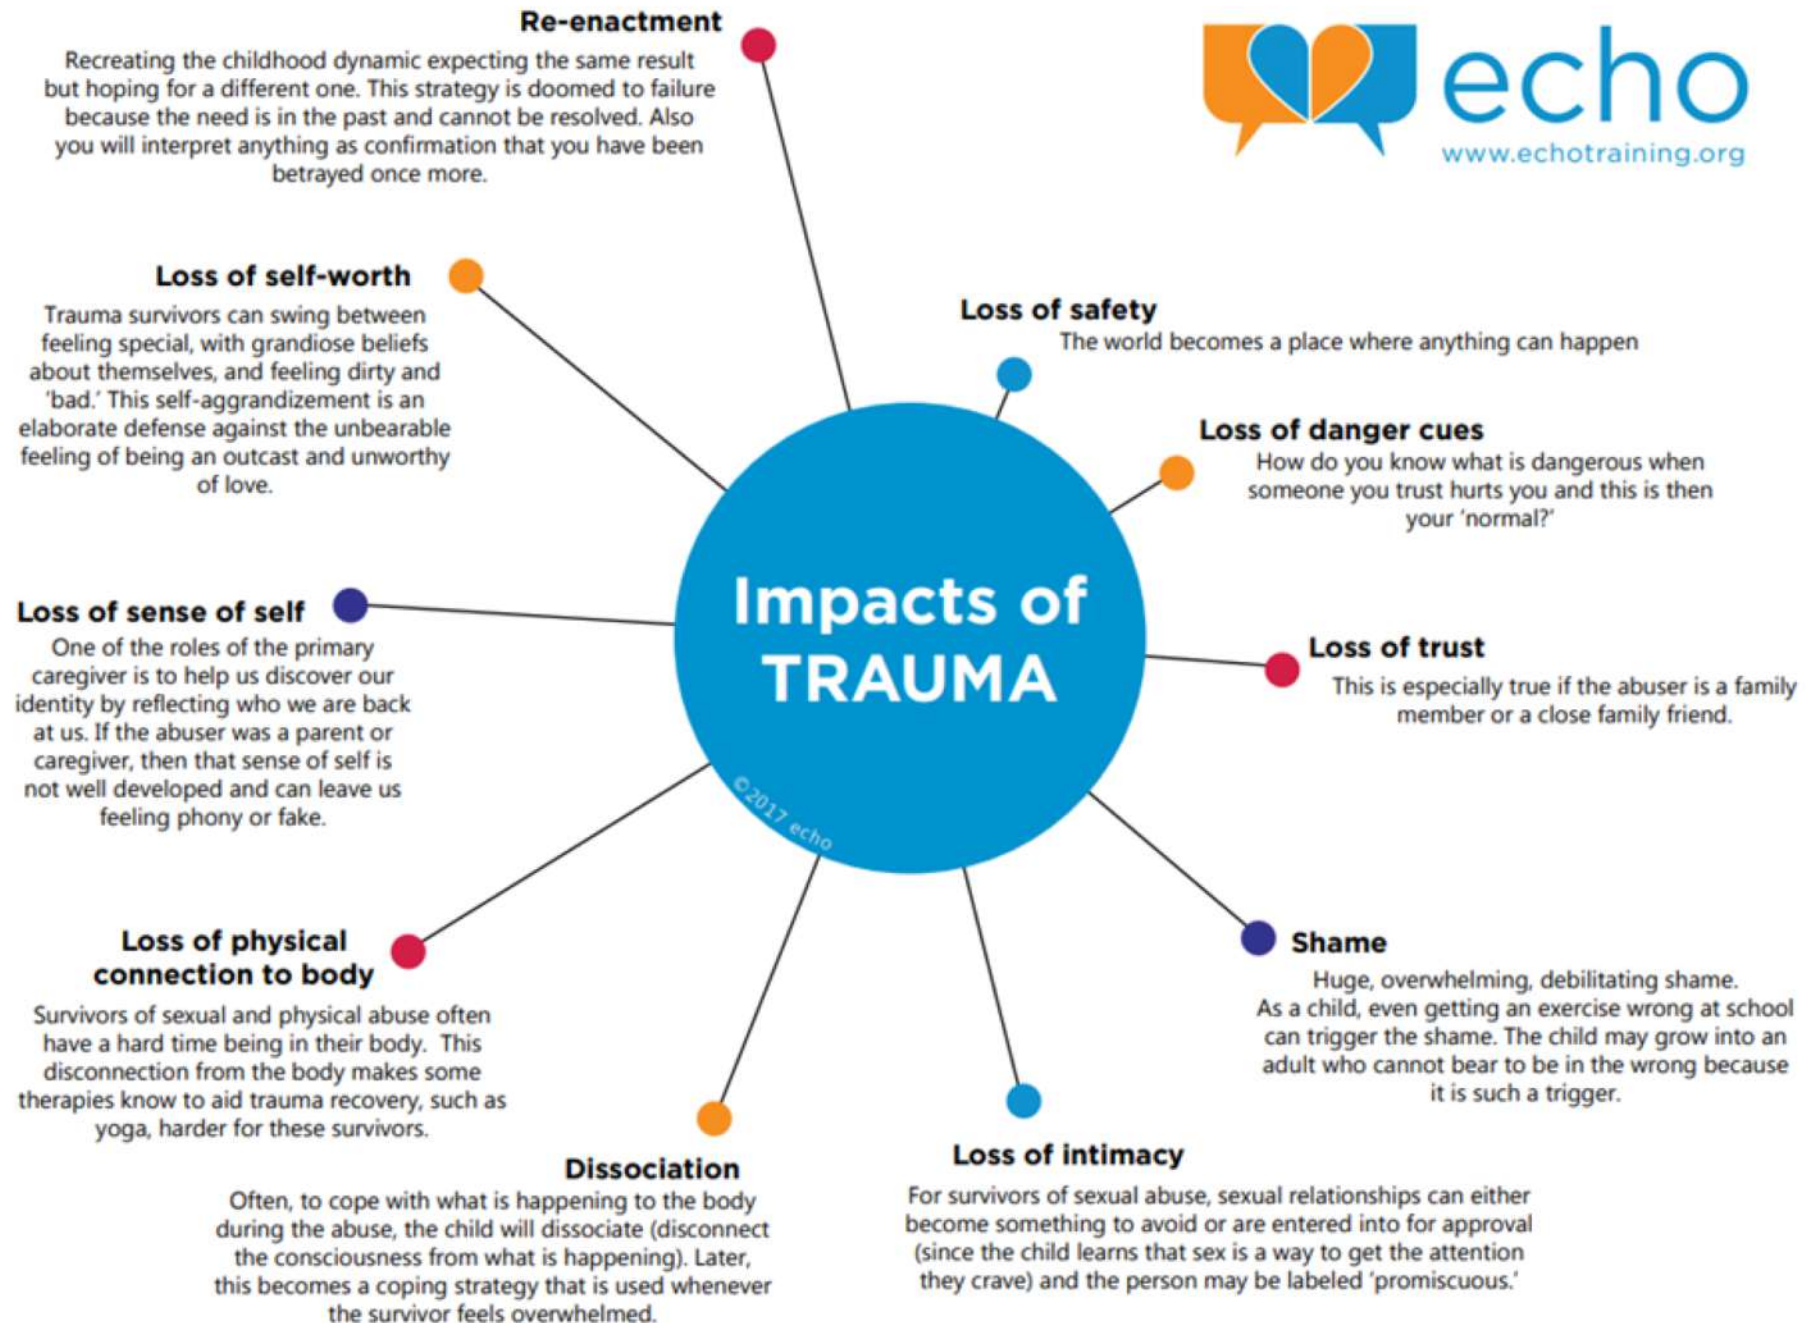 Re-enactment
Recreating the childhood dynamic expecting the same result
but hoping for a different one. This strategy is doomed to failure
because the need is in the past and cannot be resolved. Also
you will interpret anything as confirmation that you have been
betrayed once more.
echo
www.echotraining.org
Loss of self-worth
Trauma survivors can swing between
feeling special, with grandiose beliefs
about themselves, and feeling dirty and
‘bad.’ This self-aggrandizement is an
elaborate defense against the unbearable
feeling of being an outcast and unworthy
of love.
Loss of safety
The world becomes a place where anything can happen
Loss of danger cues
How do you know what is dangerous when
someone you trust hurts you and this is then
your ‘normal?’
Impacts of
TRAUMA
©2017 echo
Loss of sense of self
One of the roles of the primary
caregiver is to help us discover our
identity by reflecting who we are back
at us. If the abuser was a parent or
caregiver, then that sense of self is
not well developed and can leave us
feeling phony or fake.
Loss of trust
This is especially true if the abuser is a family
member or a close family friend.
Loss of physical
connection to body
Survivors of sexual and physical abuse often
have a hard time being in their body.  This
disconnection from the body makes some
therapies know to aid trauma recovery, such as
yoga, harder for these survivors.
Shame
Huge, overwhelming, debilitating shame.
As a child, even getting an exercise wrong at school
can trigger the shame. The child may grow into an
adult who cannot bear to be in the wrong because
it is such a trigger.
Dissociation
Often, to cope with what is happening to the body
during the abuse, the child will dissociate (disconnect
the consciousness from what is happening). Later,
this becomes a coping strategy that is used whenever
the survivor feels overwhelmed.
Loss of intimacy
For survivors of sexual abuse, sexual relationships can either
become something to avoid or are entered into for approval
(since the child learns that sex is a way to get the attention
they crave) and the person may be labeled ‘promiscuous.’